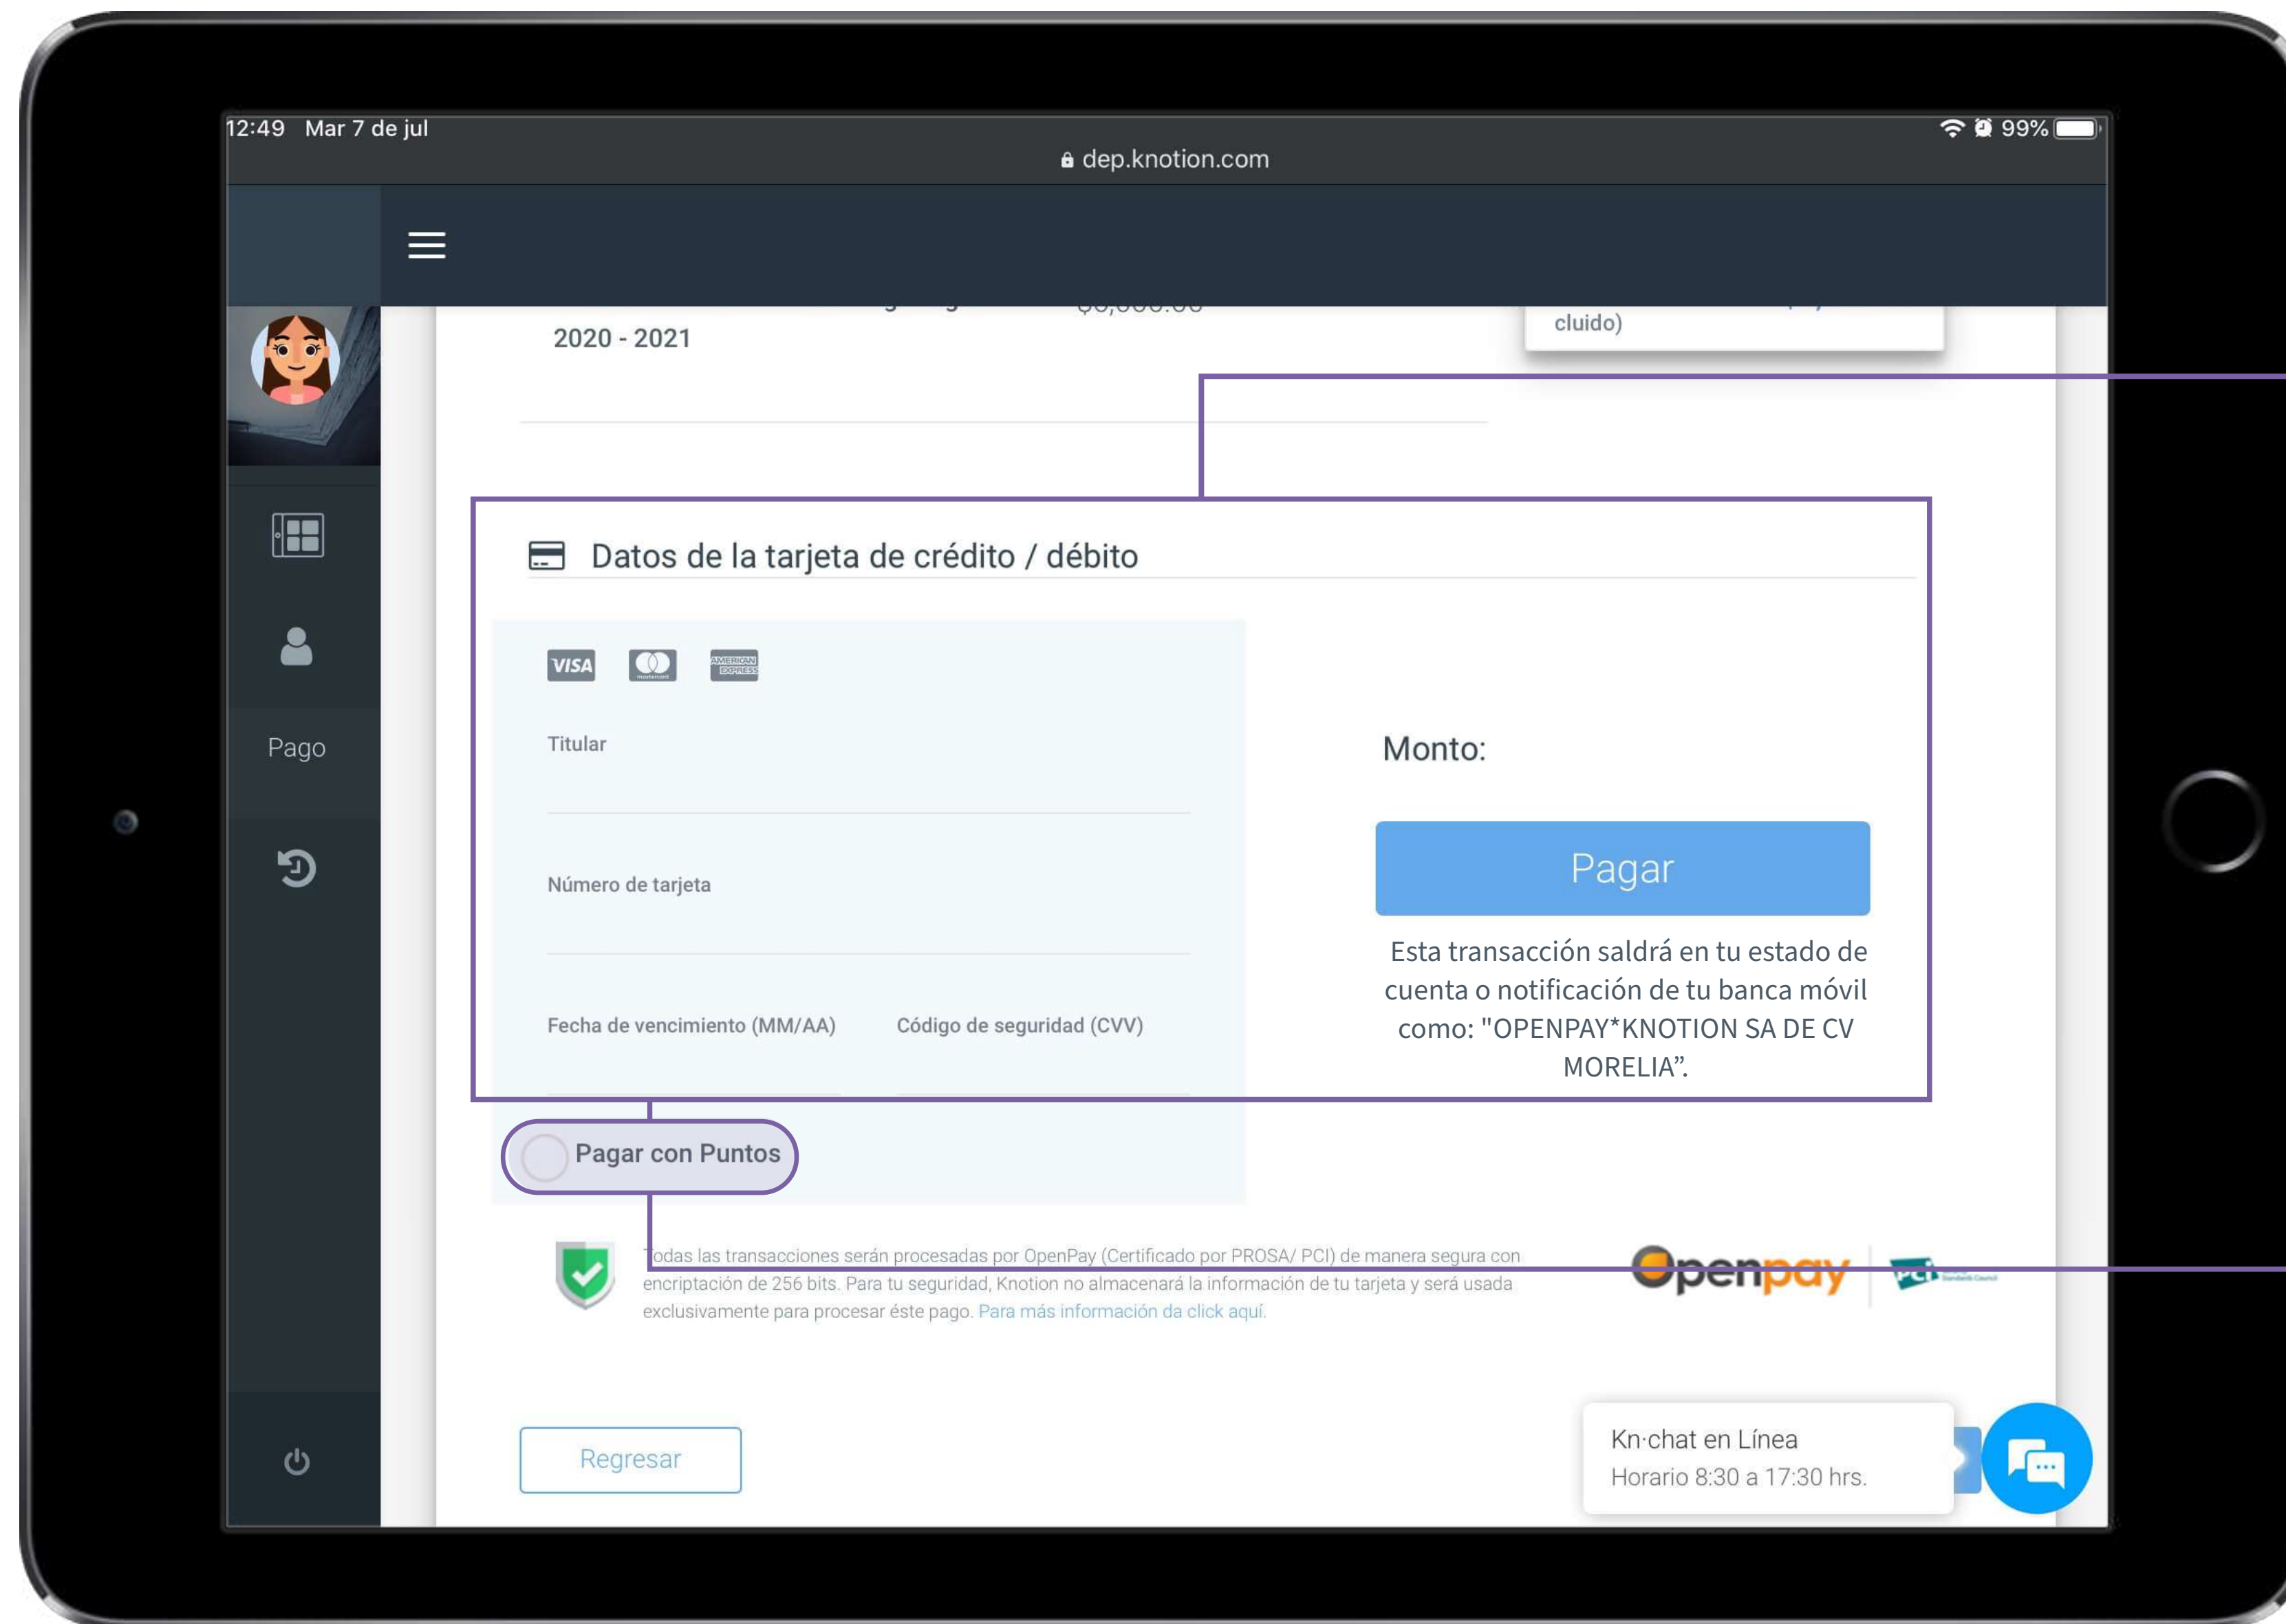 12:49 Mar 7 de jul
99%
dep.knotion.com
2020 - 2021
cluido)
Datos de la tarjeta de crédito / débito
VISA
mastercard
AMERICAN
EXPRESS
Titular
Monto:
Pago
Pagar
Número de tarjeta
Esta transacción saldrá en tu estado de
cuenta o notificación de tu banca móvil
como: "OPENPAY*KNOTION SA DE CV
MORELIA”.
Fecha de vencimiento (MM/AA)
Código de seguridad (CVV)
Pagar con Puntos
Todas las transacciones serán procesadas por OpenPay (Certificado por PROSA/ PCI) de manera segura con
encriptación de 256 bits. Para tu seguridad, Knotion no almacenará la información de tu tarjeta y será usada
exclusivamente para procesar éste pago. Para más información da click aquí.
Openpay
PCI
Standards Council
Regresar
Kn·chat en Línea
Horario 8:30 a 17:30 hrs.